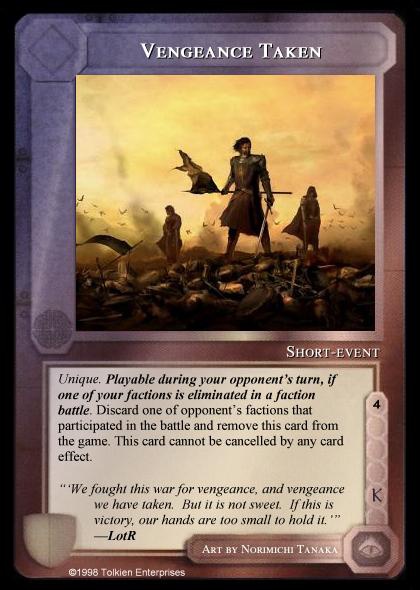 VENGEANCE TAKEN
SHORT-EVENT
Unique. Playable during your opponent's turn, if
one of your factions is eliminated in a faction
battle. Discard one of opponent's factions that
participated in the battle and remove this card from
the game. This card cannot be cancelled by any card
effect.
4
K
"'We fought this war for vengeance, and vengeance
we have taken. But it is not sweet. If this is
victory, our hands are too small to hold it.'"
—LotR
ART BY NORIMICHI TANAKA
©1998 Tolkien Enterprises